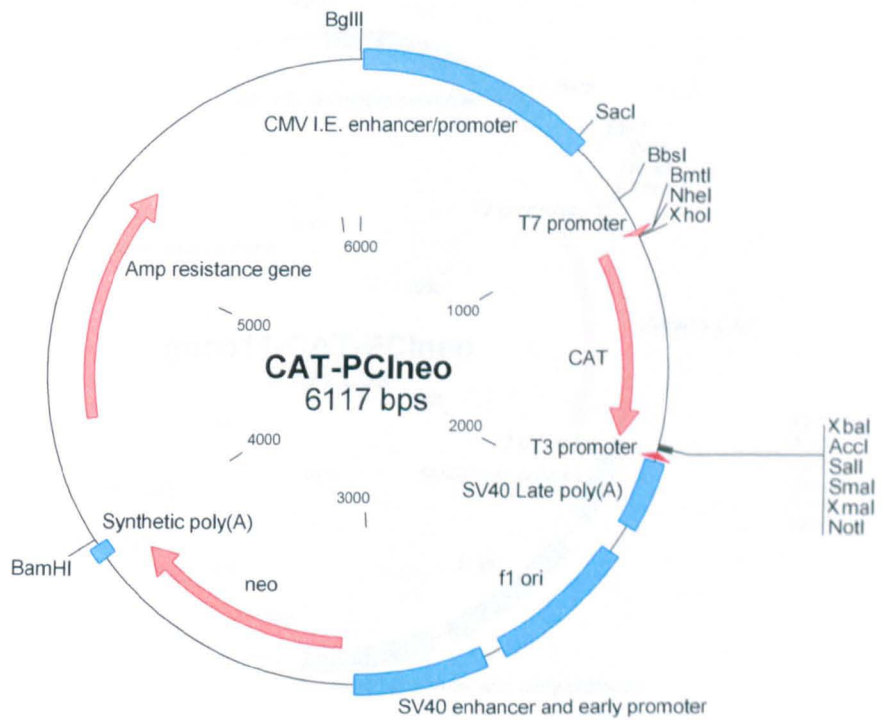 BglII
SacI
CMV I.E. enhancer/promoter
BbsI
BmtI
NheI
XhoI
T7 promoter
6000
Amp resistance gene
1000
5000
CAT-PCIneo
6117 bps
CAT
2000
4000
T3 promoter
XbaI
AccI
SalI
SmaI
XmaI
NotI
SV40 Late poly(A)
3000
Synthetic poly(A)
BamHI
neo
f1 ori
SV40 enhancer and early promoter